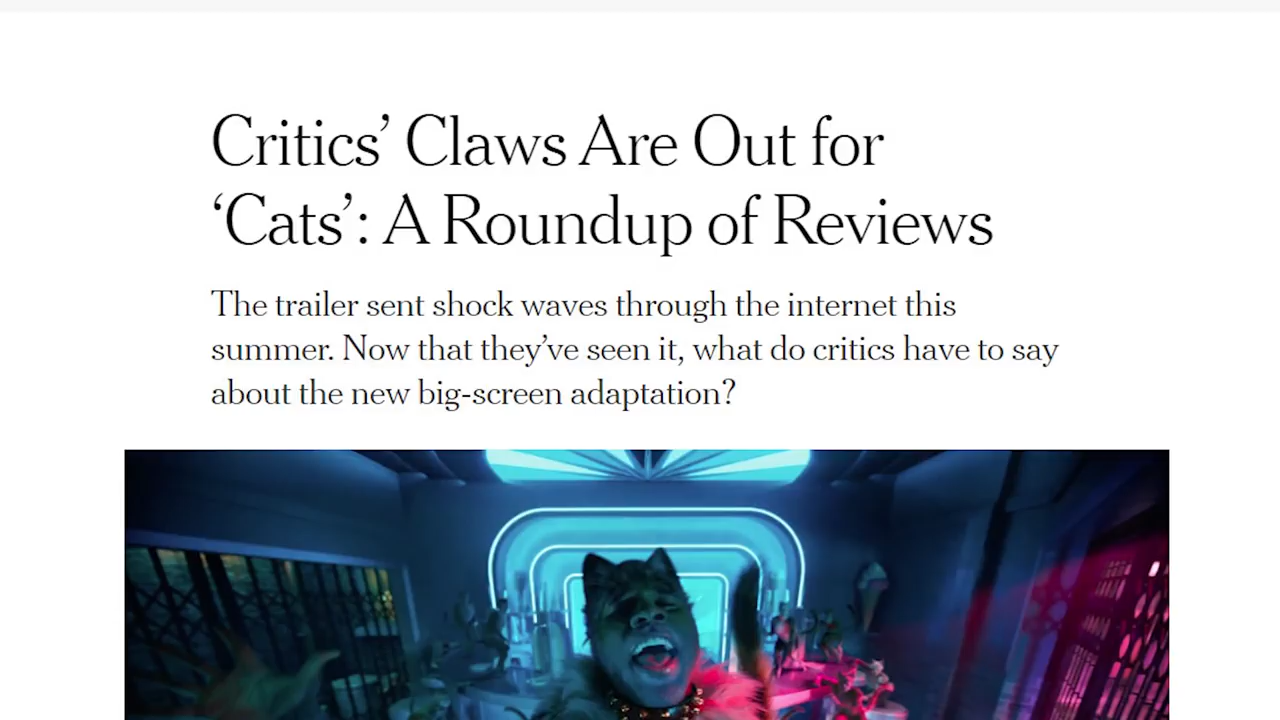 Critics’ Claws Are Out for
‘Cats’: A Roundup of Reviews
The trailer sent shock waves through the internet this
summer. Now that they’ve seen it, what do critics have to say
about the new big-screen adaptation?